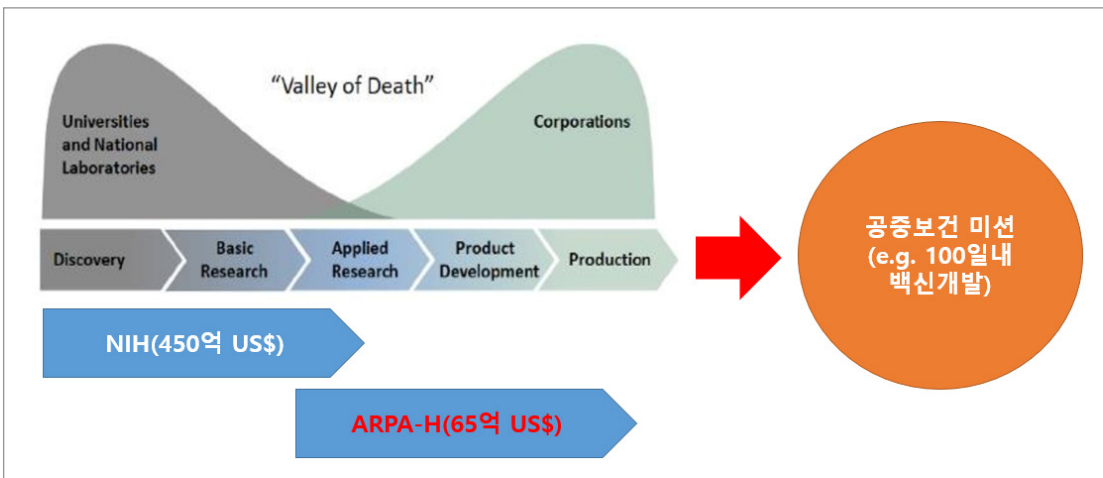 “Valley of Death”
Universities
and National
Laboratories
Corporations
Discovery
Basic
Research
Applied
Research
Product
Development
Production
NIH(450억 US$)
ARPA-H(65억 US$)
공중보건 미션
(e.g. 100일내
백신개발)